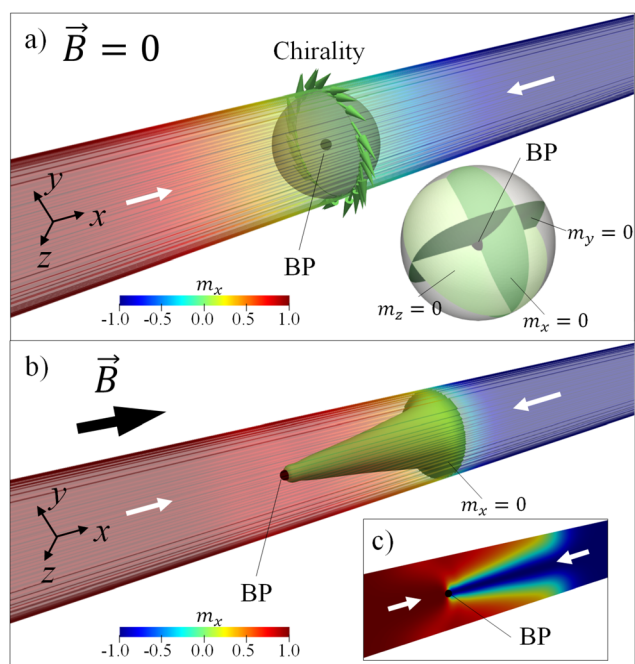 a) B⃗ = 0
Chirality
BP
BP
m_y = 0
m_z = 0
m_x = 0
y
x
z
m_x
-1.0 -0.5 0.0 0.5 1.0
b) B⃗
m_x = 0
y
x
z
BP
c)
BP
m_x
-1.0 -0.5 0.0 0.5 1.0